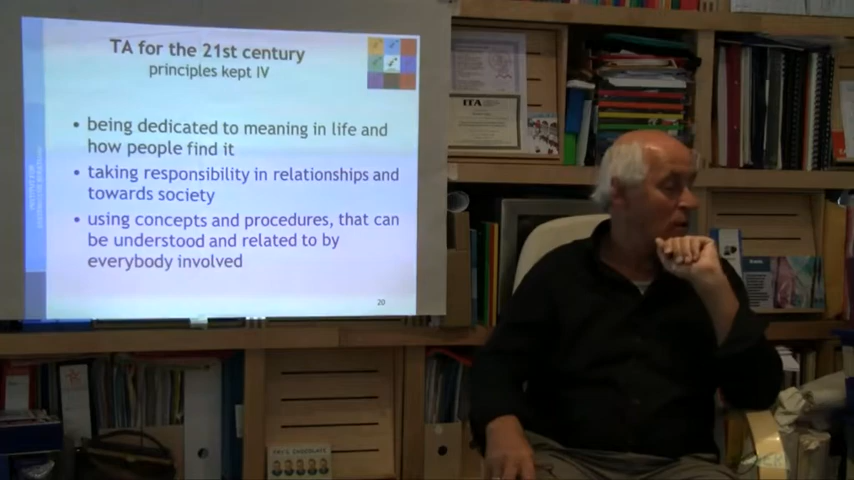 TA for the 21st century
principles kept IV
• being dedicated to meaning in life and
how people find it
• taking responsibility in relationships and
towards society
• using concepts and procedures, that can
be understood and related to by
everybody involved
20